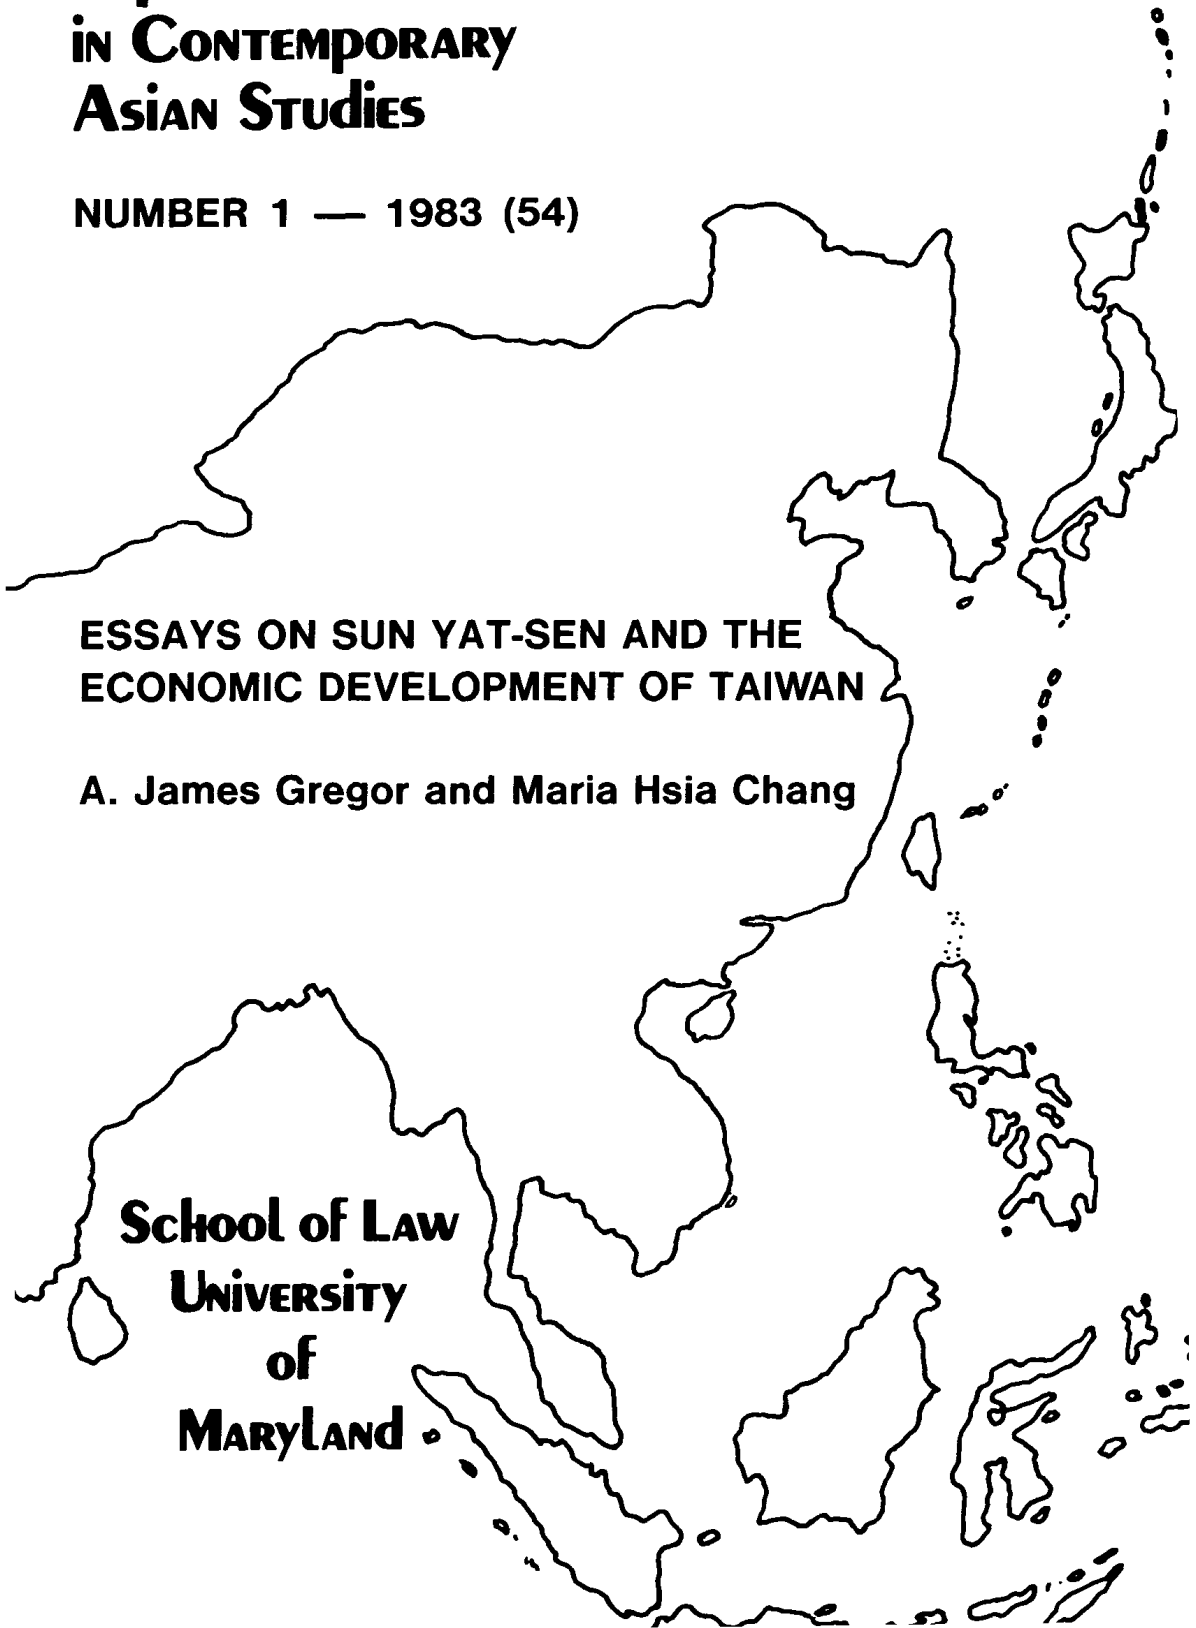 in Contemporary
Asian Studies
NUMBER 1 — 1983 (54)
ESSAYS ON SUN YAT-SEN AND THE
ECONOMIC DEVELOPMENT OF TAIWAN
A. James Gregor and Maria Hsia Chang
School of Law
University
of
Maryland